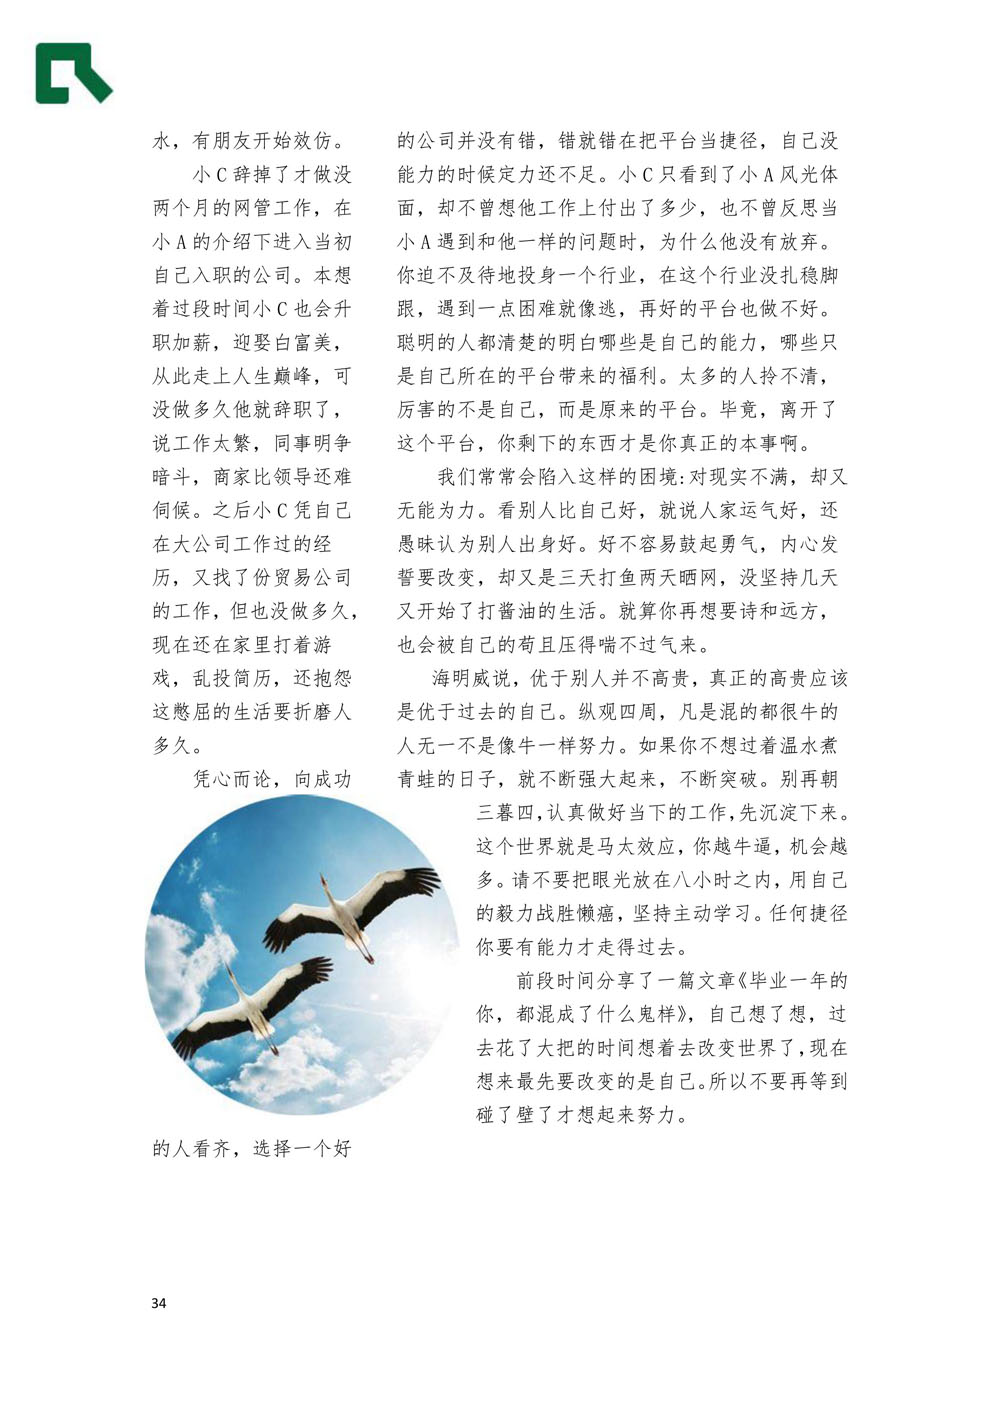 水，有朋友开始效仿。
小C辞掉了才做没
两个月的网管工作，在
小A的介绍下进入当初
自己入职的公司。本想
着过段时间小C也会升
职加薪，迎娶白富美，
从此走上人生巅峰，可
没做多久他就辞职了，
说工作太繁，同事明争
暗斗，商家比领导还难
伺候。之后小C凭自己
在大公司工作过的经
历，又找了份贸易公司
的工作，但也没做多久，
现在还在家里打着游
戏，乱投简历，还抱怨
这憋屈的生活要折磨人
多久。
凭心而论，向成功
的人看齐，选择一个好
的公司并没有错，错就错在把平台当捷径，自己没
能力的时候定力还不足。小C只看到了小A风光体
面，却不曾想他工作上付出了多少，也不曾反思当
小A遇到和他一样的问题时，为什么他没有放弃。
你迫不及待地投身一个行业，在这个行业没扎稳脚
跟，遇到一点困难就像逃，再好的平台也做不好。
聪明的人都清楚的明白哪些是自己的能力，哪些只
是自己所在的平台带来的福利。太多的人拎不清，
厉害的不是自己，而是原来的平台。毕竟，离开了
这个平台，你剩下的东西才是你真正的本事啊。
我们常常会陷入这样的困境:对现实不满，却又
无能为力。看别人比自己好，就说人家运气好，还
愚昧认为别人出身好。好不容易鼓起勇气，内心发
誓要改变，却又是三天打鱼两天晒网，没坚持几天
又开始了打酱油的生活。就算你再想要诗和远方，
也会被自己的苟且压得喘不过气来。
海明威说，优于别人并不高贵，真正的高贵应该
是优于过去的自己。纵观四周，凡是混的都很牛的
人无一不是像牛一样努力。如果你不想过着温水煮
青蛙的日子，就不断强大起来，不断突破。别再朝
三暮四,认真做好当下的工作,先沉淀下来。
这个世界就是马太效应，你越牛逼，机会越
多。请不要把眼光放在八小时之内，用自己
的毅力战胜懒癌，坚持主动学习。任何捷径
你要有能力才走得过去。
前段时间分享了一篇文章《毕业一年的
你，都混成了什么鬼样》，自己想了想，过
去花了大把的时间想着去改变世界了,现在
想来最先要改变的是自己。所以不要再等到
碰了壁了才想起来努力。
34